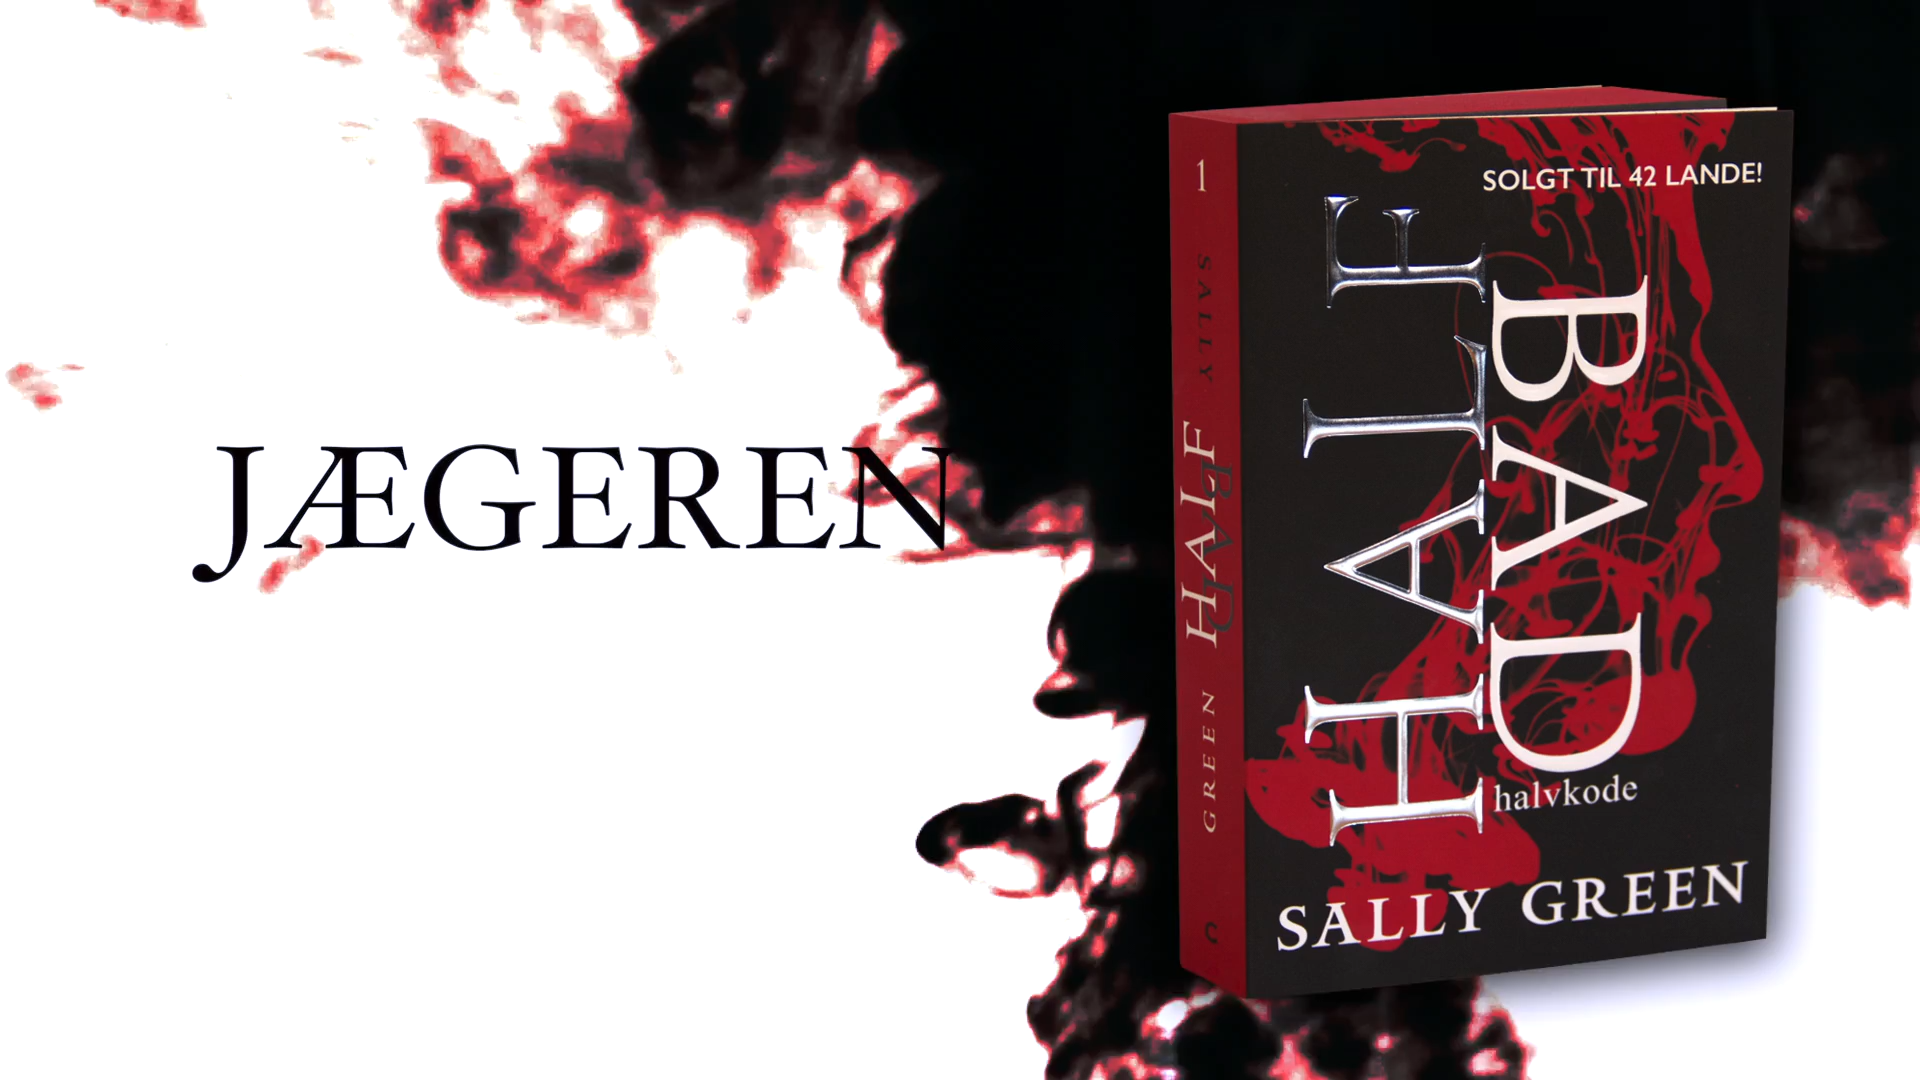 JÆGEREN
SOLGT TIL 42 LANDE!
HALF
BAD
halvkode
SALLY GREEN
1
SALLY
GREEN
HALF
BAD